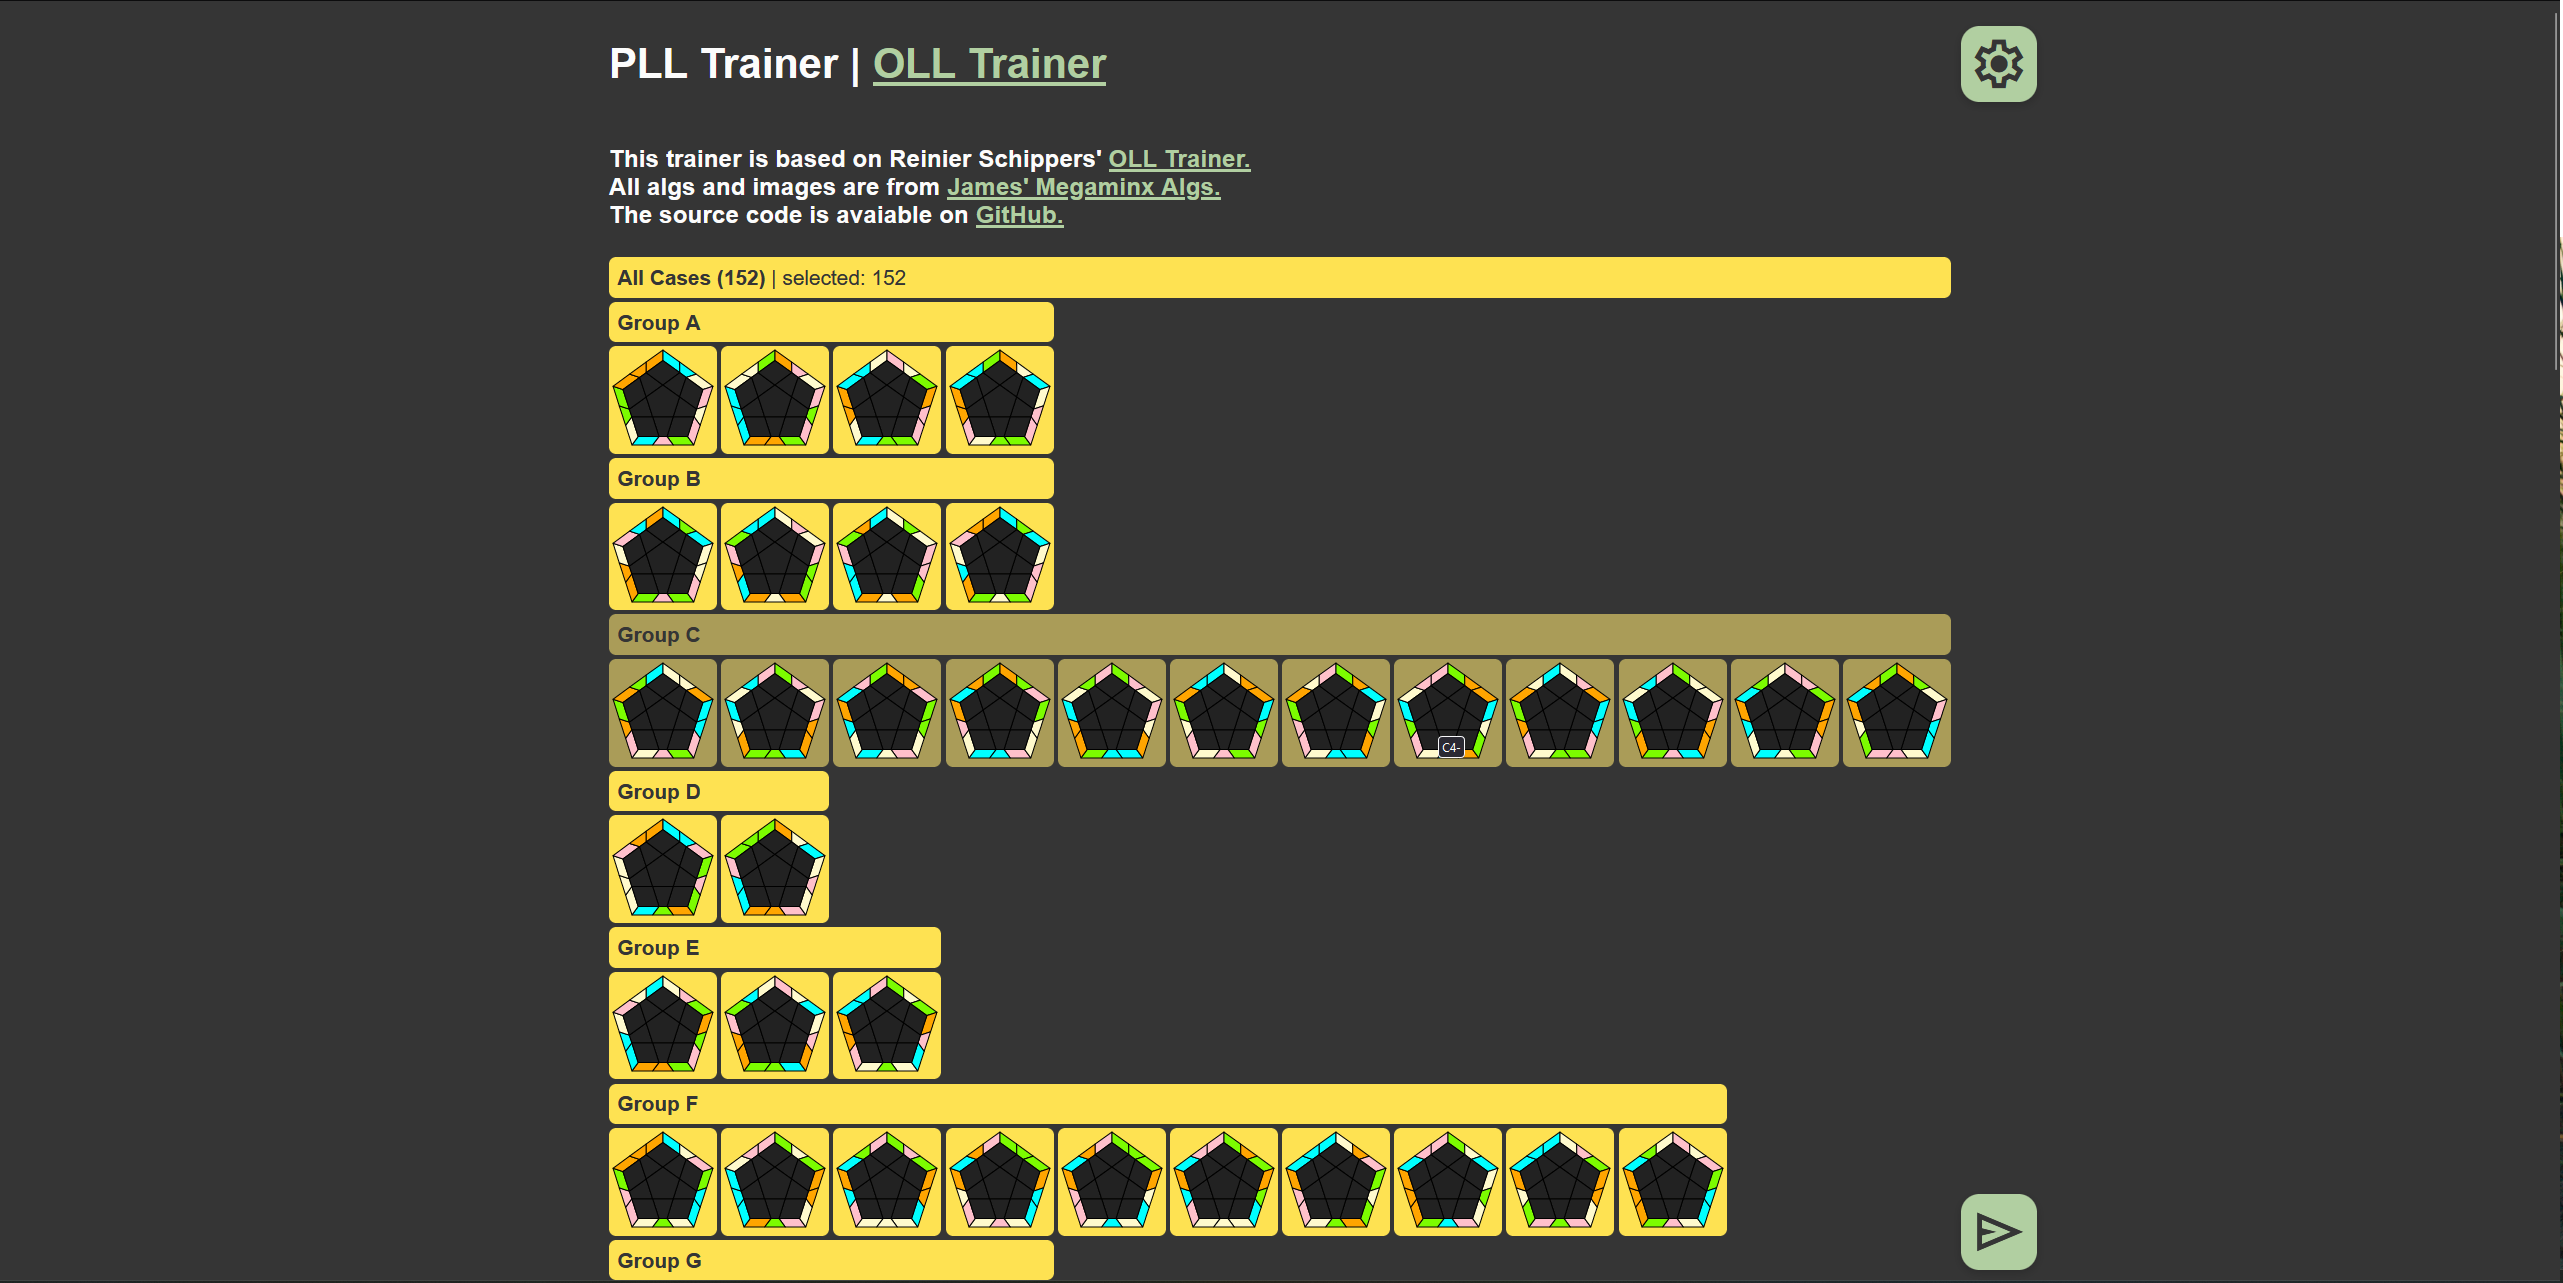 PLL Trainer | OLL Trainer
This trainer is based on Reinier Schippers' OLL Trainer.
All algs and images are from James' Megaminx Algs.
The source code is avaiable on GitHub.
All Cases (152) | selected: 152
Group A
Group B
Group C
C4-
Group D
Group E
Group F
Group G